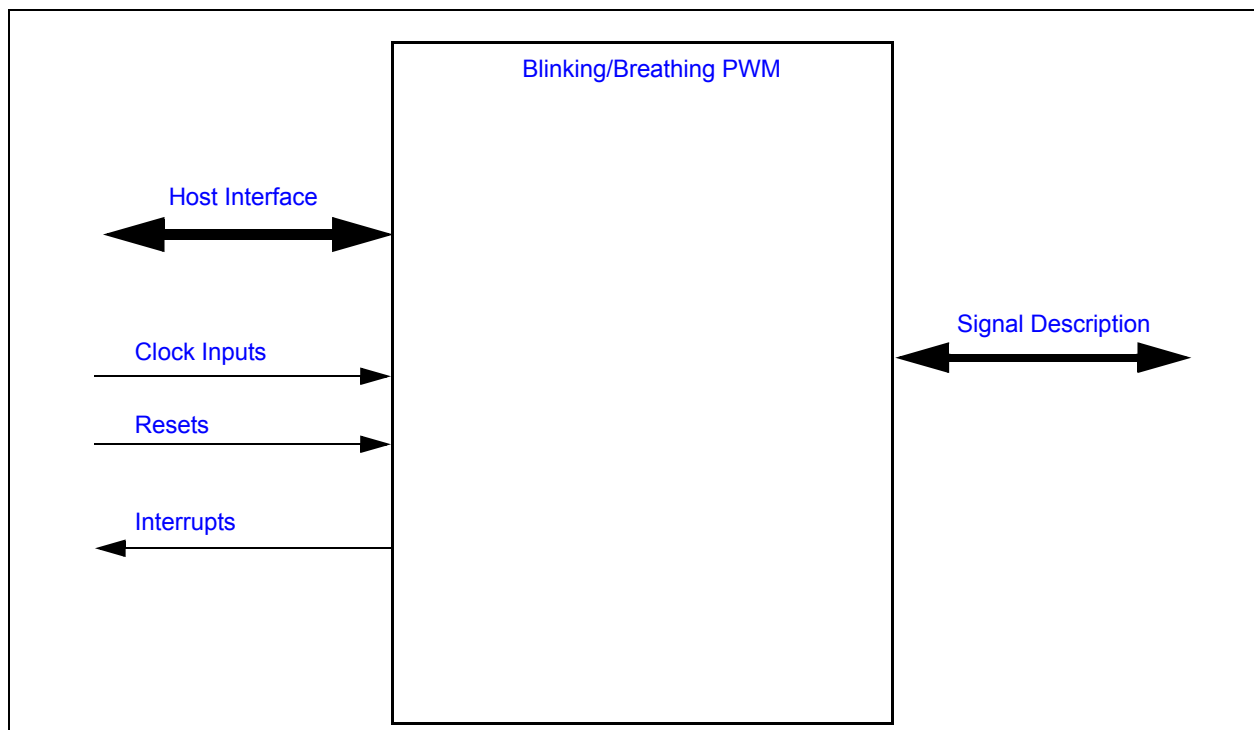 Blinking/Breathing PWM
Host Interface
Signal Description
Clock Inputs
Resets
Interrupts